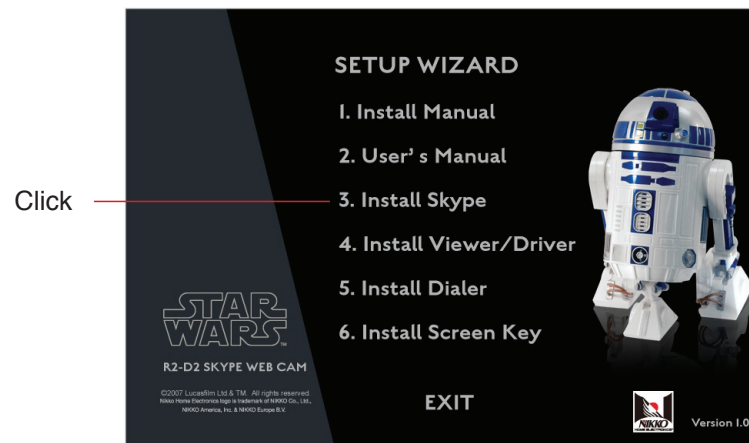 SETUP WIZARD
1. Install Manual
2. User' s Manual
Click
3. Install Skype
4. Install Viewer/Driver
5. Install Dialer
6. Install Screen Key
STAR
WARS
TM
R2-D2 SKYPE WEB CAM
©2007 Lucasfilm Ltd & TM. All rights reserved.
Nikko Home Electronics logo is trademark of NIKKO Co., Ltd.,
NIKKO America, Inc. & NIKKO Europe B.V.
EXIT
NIKKO
HOME ELECTRONICS
Version 1.0